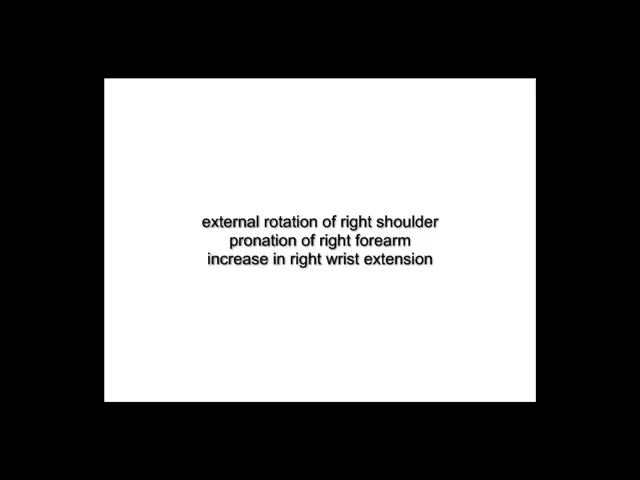 external rotation of right shoulder
pronation of right forearm
increase in right wrist extension